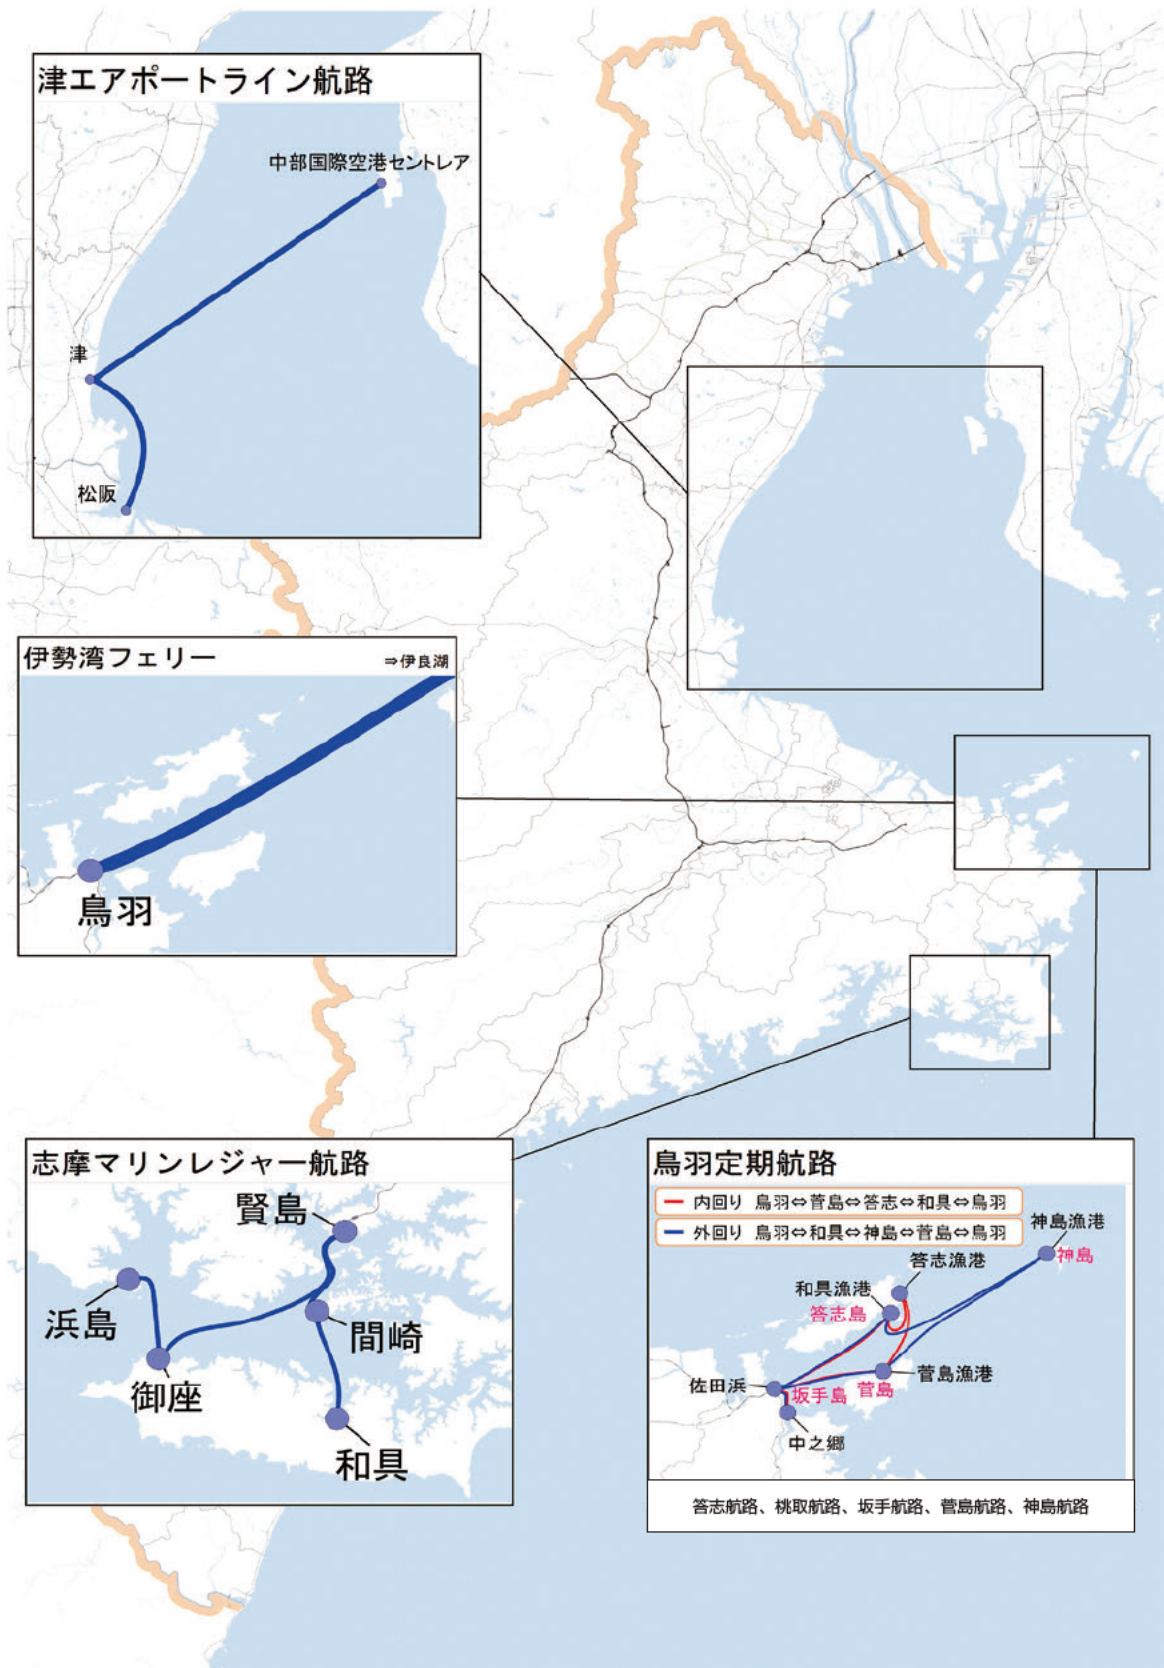 津エアポートライン航路
中部国際空港セントレア
津
松阪
伊勢湾フェリー
⇒伊良湖
鳥羽
志摩マリンレジャー航路
賢島
浜島
間崎
御座
和具
鳥羽定期航路
内回り 鳥羽⇔菅島⇔答志⇔和具⇔鳥羽
外回り 鳥羽⇔和具⇔神島⇔菅島⇔鳥羽
神島漁港
神島
答志漁港
和具漁港
答志島
菅島漁港
佐田浜
坂手島
菅島
中之郷
答志航路、桃取航路、坂手航路、菅島航路、神島航路